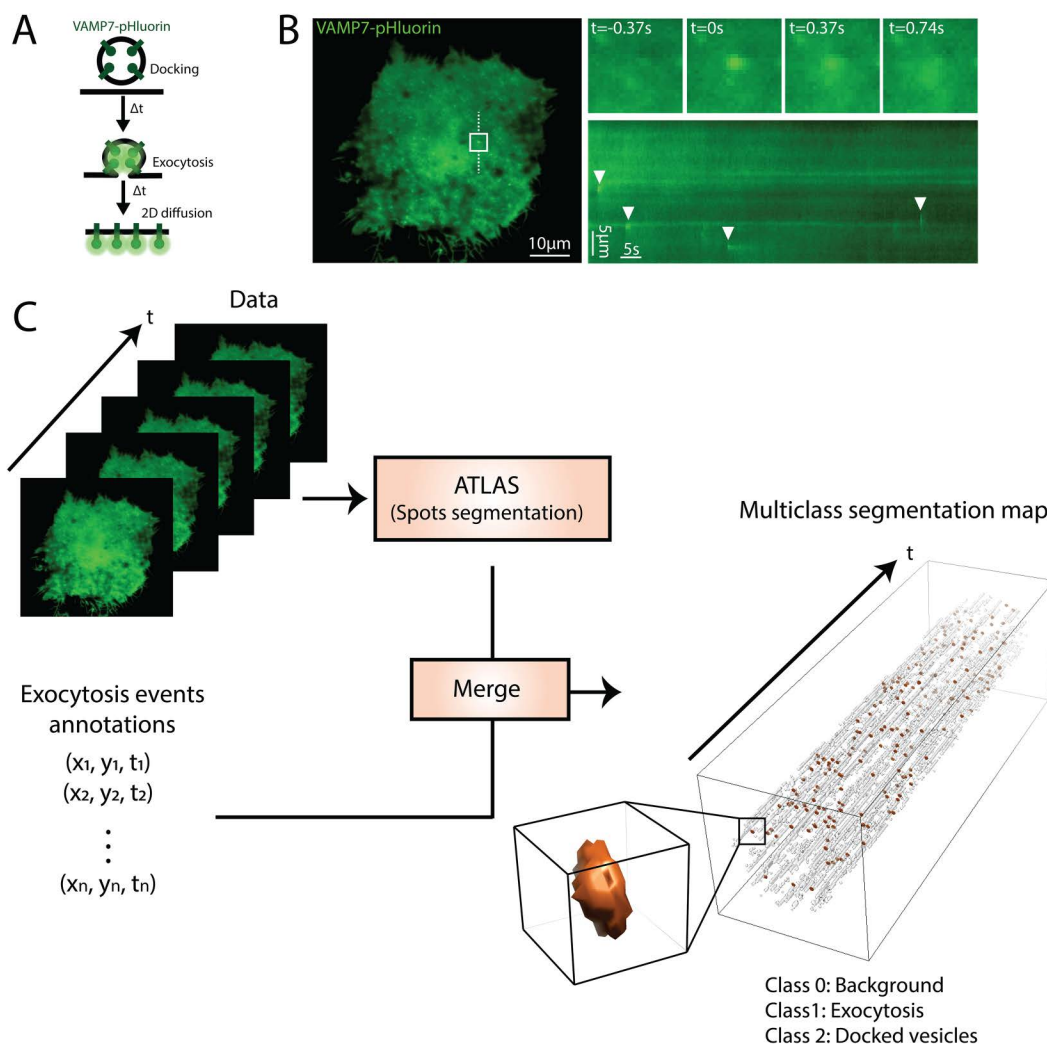 A
VAMP7-pHluorin
Docking
Δt
Exocytosis
Δt
2D diffusion
B
VAMP7-pHluorin
10µm
t=-0.37s
t=0s
t=0.37s
t=0.74s
5µm
5s
C
t
Data
ATLAS
(Spots segmentation)
Multiclass segmentation map
t
Merge
Exocytosis events
annotations
(x₁, y₁, t₁)
(x₂, y₂, t₂)
⋮
(xₙ, yₙ, tₙ)
Class 0: Background
Class1: Exocytosis
Class 2: Docked vesicles